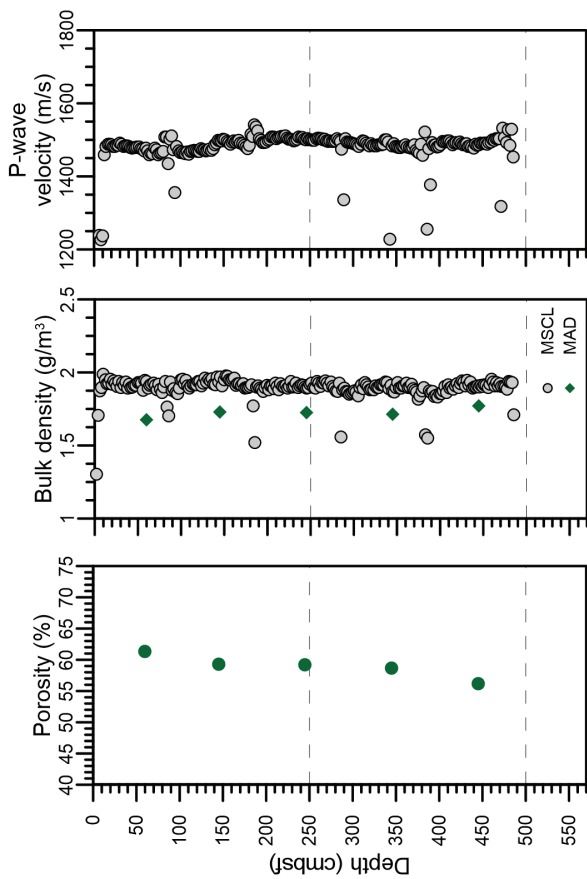 Porosity (%)
40 45 50 55 60 65 70 75
Bulk density (g/m³)
1 1.5 2 2.5
P-wave
velocity (m/s)
1200 1400 1600 1800
Depth (cmbsf)
0
50
100
150
200
250
300
350
400
450
500
550
MSCL
MAD